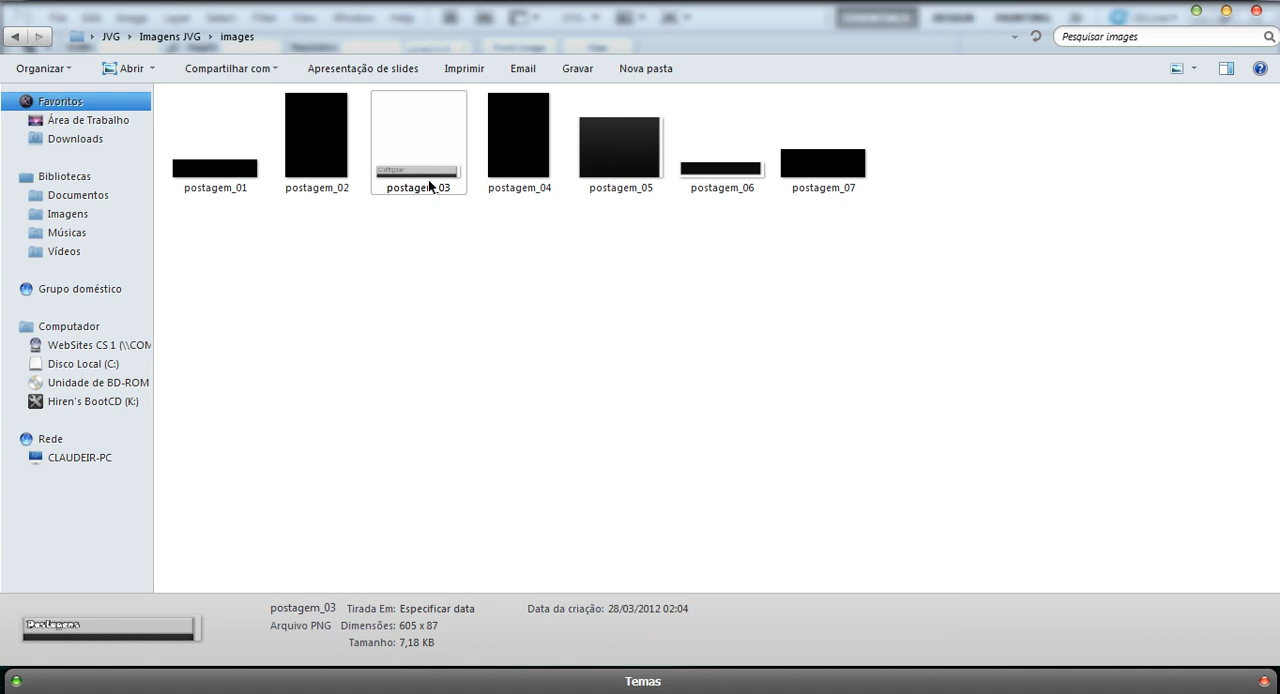 JVG Imagens JVG images
Pesquisar images
Organizar Abrir Compartilhar com Apresentação de slides Imprimir Email Gravar Nova pasta
Favoritos
Área de Trabalho
Downloads
Bibliotecas
Documentos
Imagens
Músicas
Vídeos
Grupo doméstico
Computador
WebSites CS 1 (\\COM
Disco Local (C:)
Unidade de BD-ROM
Hiren's BootCD (K:)
Rede
CLAUDEIR-PC
postagem_01 postagem_02 postagem_03 postagem_04 postagem_05 postagem_06 postagem_07
Postagens
postagem_03 Tirada Em: Especificar data Data da criação: 28/03/2012 02:04
Arquivo PNG Dimensões: 605 x 87
Tamanho: 7,18 KB
Temas